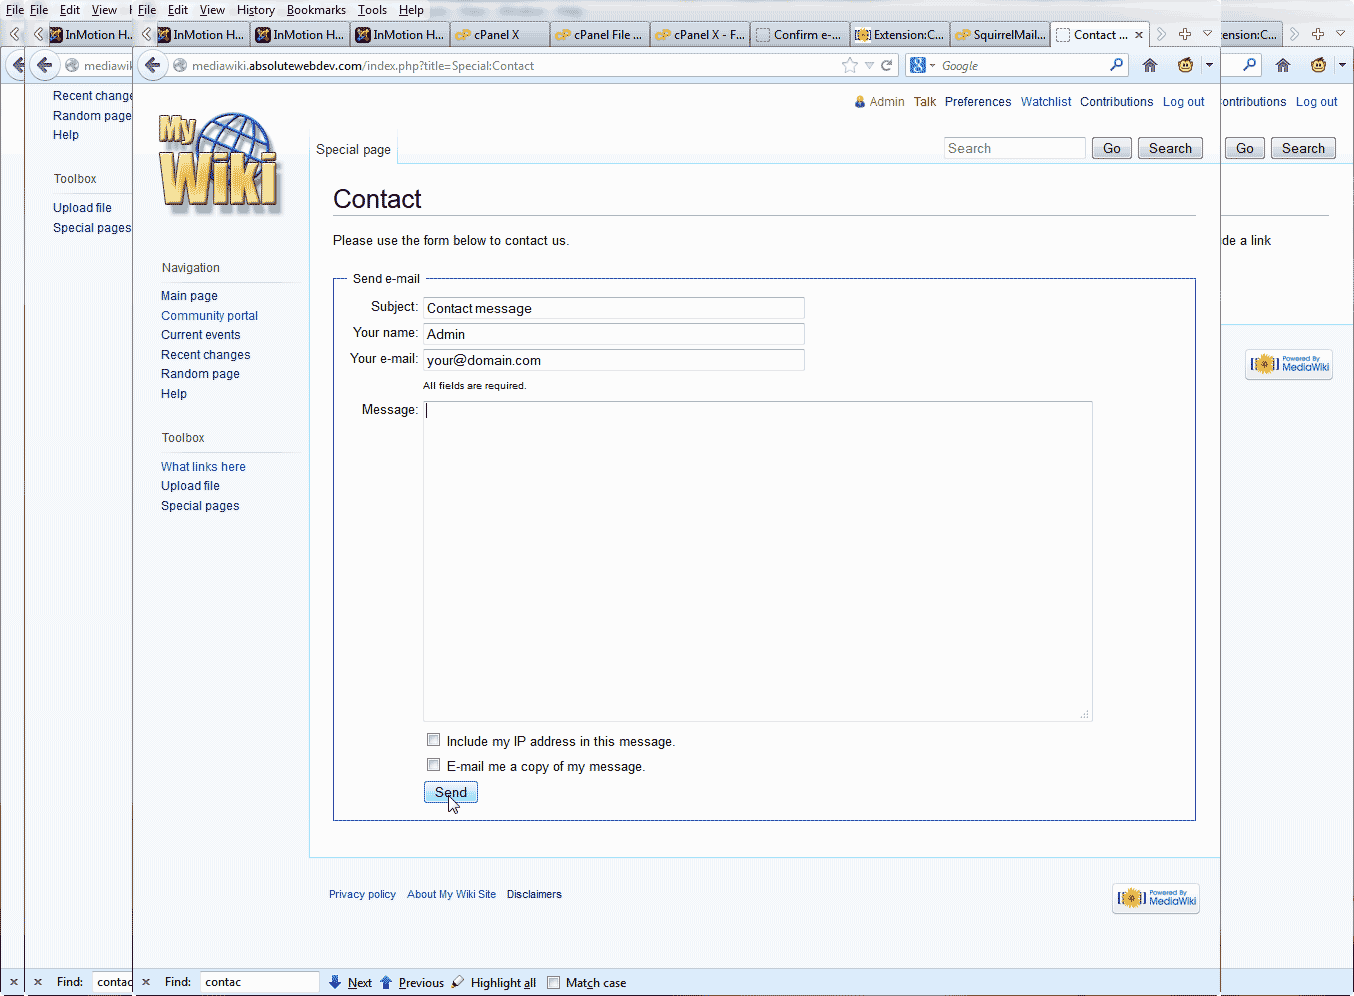 File File Edit View H File Edit View History Bookmarks Tools Help
InMotion H.. InMotion H... InMotion H... InMotion H... cPanel X cPanel File ... cPanel X - F... Confirm e-... Extension:C... SquirrelMail... Contact ... xtension:C...
mediawik mediawiki.absolutewebdev.com/index.php?title=Special:Contact Google
Recent change
Random page
Help
Toolbox
Upload file
Special pages
My
Wiki
Admin Talk Preferences Watchlist Contributions Log out ontributions Log out
Special page Search Go Search Go Search
Contact
Please use the form below to contact us. de a link
Navigation
Main page
Community portal
Current events
Recent changes
Random page
Help
Toolbox
What links here
Upload file
Special pages
Send e-mail
Subject: Contact message
Your name: Admin
Your e-mail: your@domain.com
All fields are required.
Message:
Include my IP address in this message.
E-mail me a copy of my message.
Send
Powered By
MediaWiki
Privacy policy About My Wiki Site Disclaimers
Powered By
MediaWiki
Find: contac Find: contac Next Previous Highlight all Match case